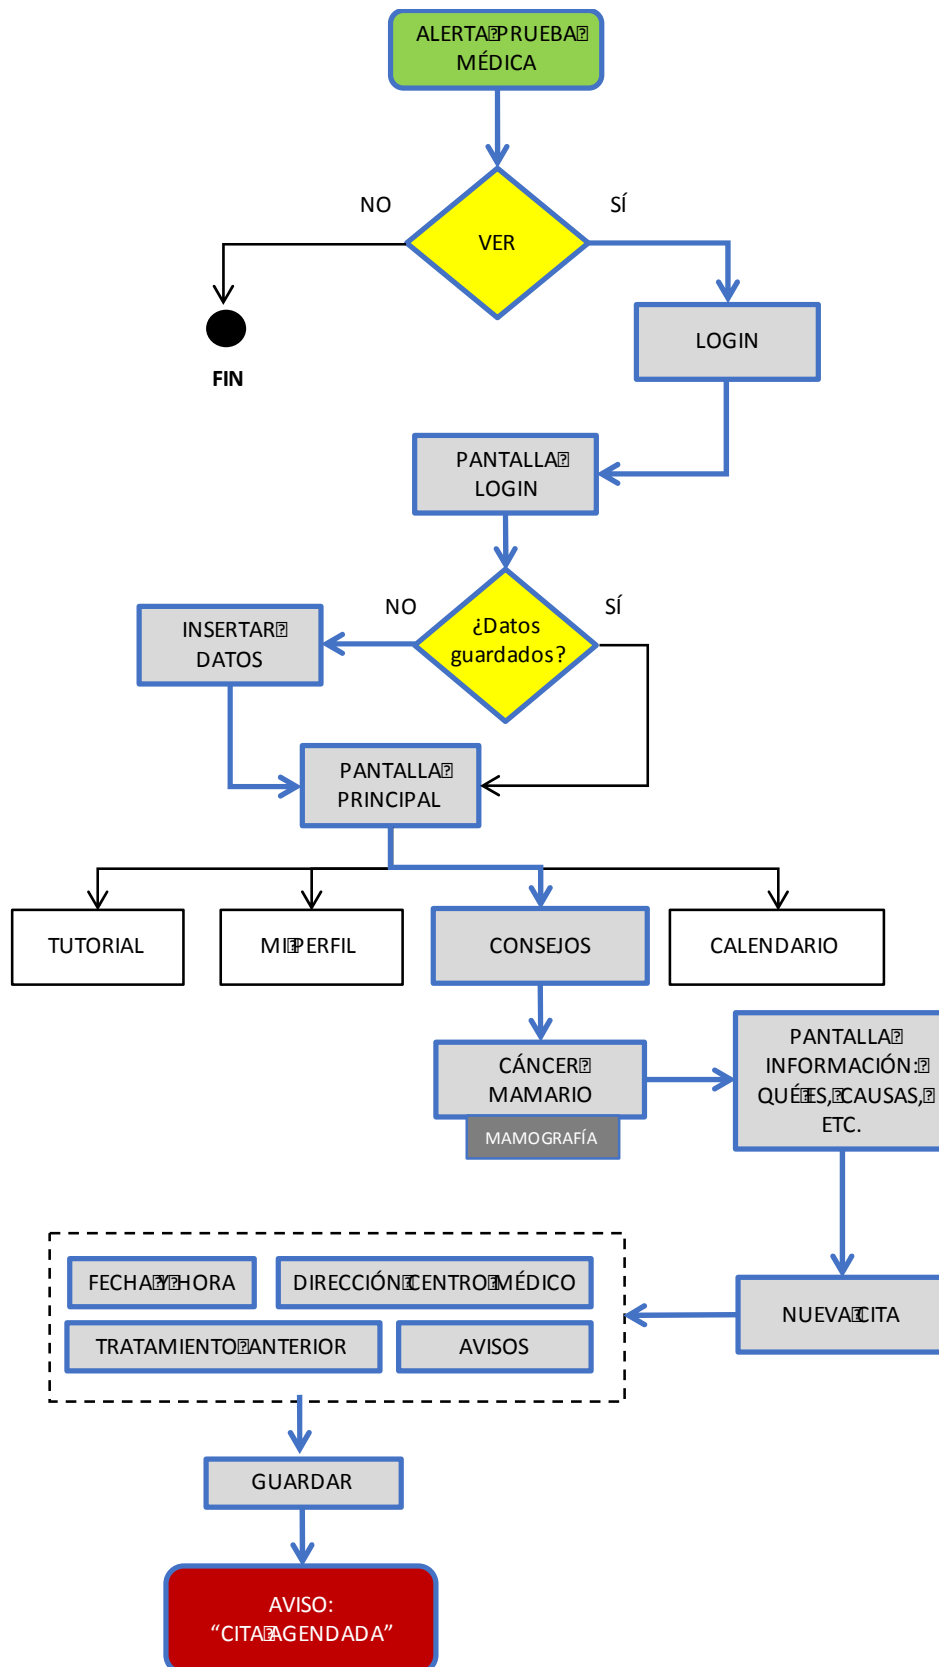 ALERTA PRUEBA
MÉDICA
NO
SÍ
VER
LOGIN
FIN
PANTALLA
LOGIN
NO
SÍ
¿Datos
guardados?
INSERTAR
DATOS
PANTALLA
PRINCIPAL
TUTORIAL
MI PERFIL
CONSEJOS
CALENDARIO
CÁNCER
MAMARIO
MAMOGRAFÍA
PANTALLA
INFORMACIÓN:
QUÉ ES, CAUSAS,
ETC.
FECHA Y HORA
DIRECCIÓN CENTRO MÉDICO
TRATAMIENTO ANTERIOR
AVISOS
NUEVA CITA
GUARDAR
AVISO:
“CITA AGENDADA”